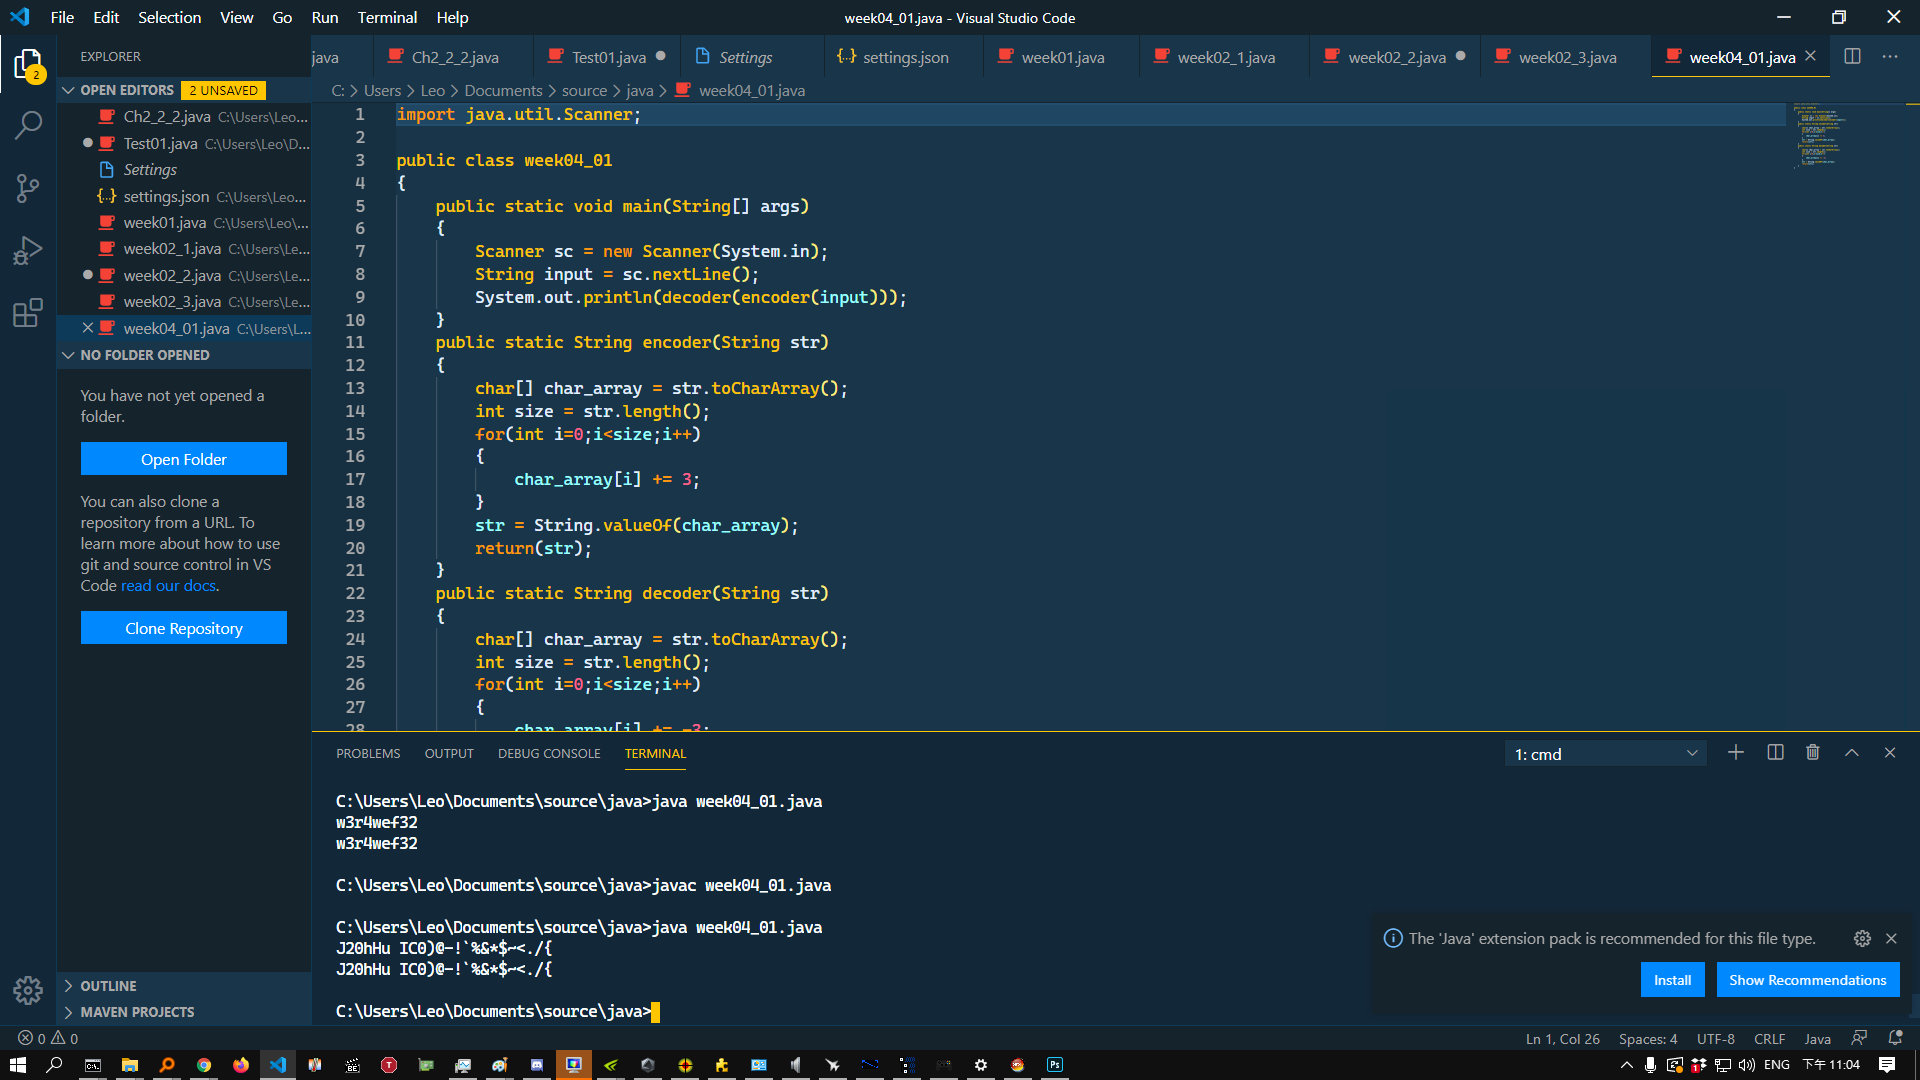 File Edit Selection View Go Run Terminal Help
week04_01.java - Visual Studio Code
EXPLORER
java Ch2_2_2.java Test01.java Settings settings.json week01.java week02_1.java week02_2.java week02_3.java week04_01.java
2
OPEN EDITORS 2 UNSAVED
Ch2_2_2.java C:\Users\Leo...
Test01.java C:\Users\Leo\D...
Settings
settings.json C:\Users\Leo...
week01.java C:\Users\Leo\...
week02_1.java C:\Users\Le...
week02_2.java C:\Users\Le...
week02_3.java C:\Users\Le...
week04_01.java C:\Users\L...
NO FOLDER OPENED
You have not yet opened a
folder.
Open Folder
You can also clone a
repository from a URL. To
learn more about how to use
git and source control in VS
Code read our docs.
Clone Repository
OUTLINE
MAVEN PROJECTS
C: > Users > Leo > Documents > source > java > week04_01.java
1 import java.util.Scanner;
2
3 public class week04_01
4 {
5 public static void main(String[] args)
6 {
7 Scanner sc = new Scanner(System.in);
8 String input = sc.nextLine();
9 System.out.println(decoder(encoder(input)));
10 }
11 public static String encoder(String str)
12 {
13 char[] char_array = str.toCharArray();
14 int size = str.length();
15 for(int i=0;i<size;i++)
16 {
17 char_array[i] += 3;
18 }
19 str = String.valueOf(char_array);
20 return(str);
21 }
22 public static String decoder(String str)
23 {
24 char[] char_array = str.toCharArray();
25 int size = str.length();
26 for(int i=0;i<size;i++)
27 {
28 char_array[i] += -3;
PROBLEMS OUTPUT DEBUG CONSOLE TERMINAL
1: cmd
C:\Users\Leo\Documents\source\java>java week04_01.java
w3r4wef32
w3r4wef32
C:\Users\Leo\Documents\source\java>javac week04_01.java
C:\Users\Leo\Documents\source\java>java week04_01.java
J20hHu IC0)@-!`%&*$~<./{
J20hHu IC0)@-!`%&*$~<./{
C:\Users\Leo\Documents\source\java>
The 'Java' extension pack is recommended for this file type.
Install
Show Recommendations
0 0
Ln 1, Col 26 Spaces: 4 UTF-8 CRLF Java
ENG 下午 11:04